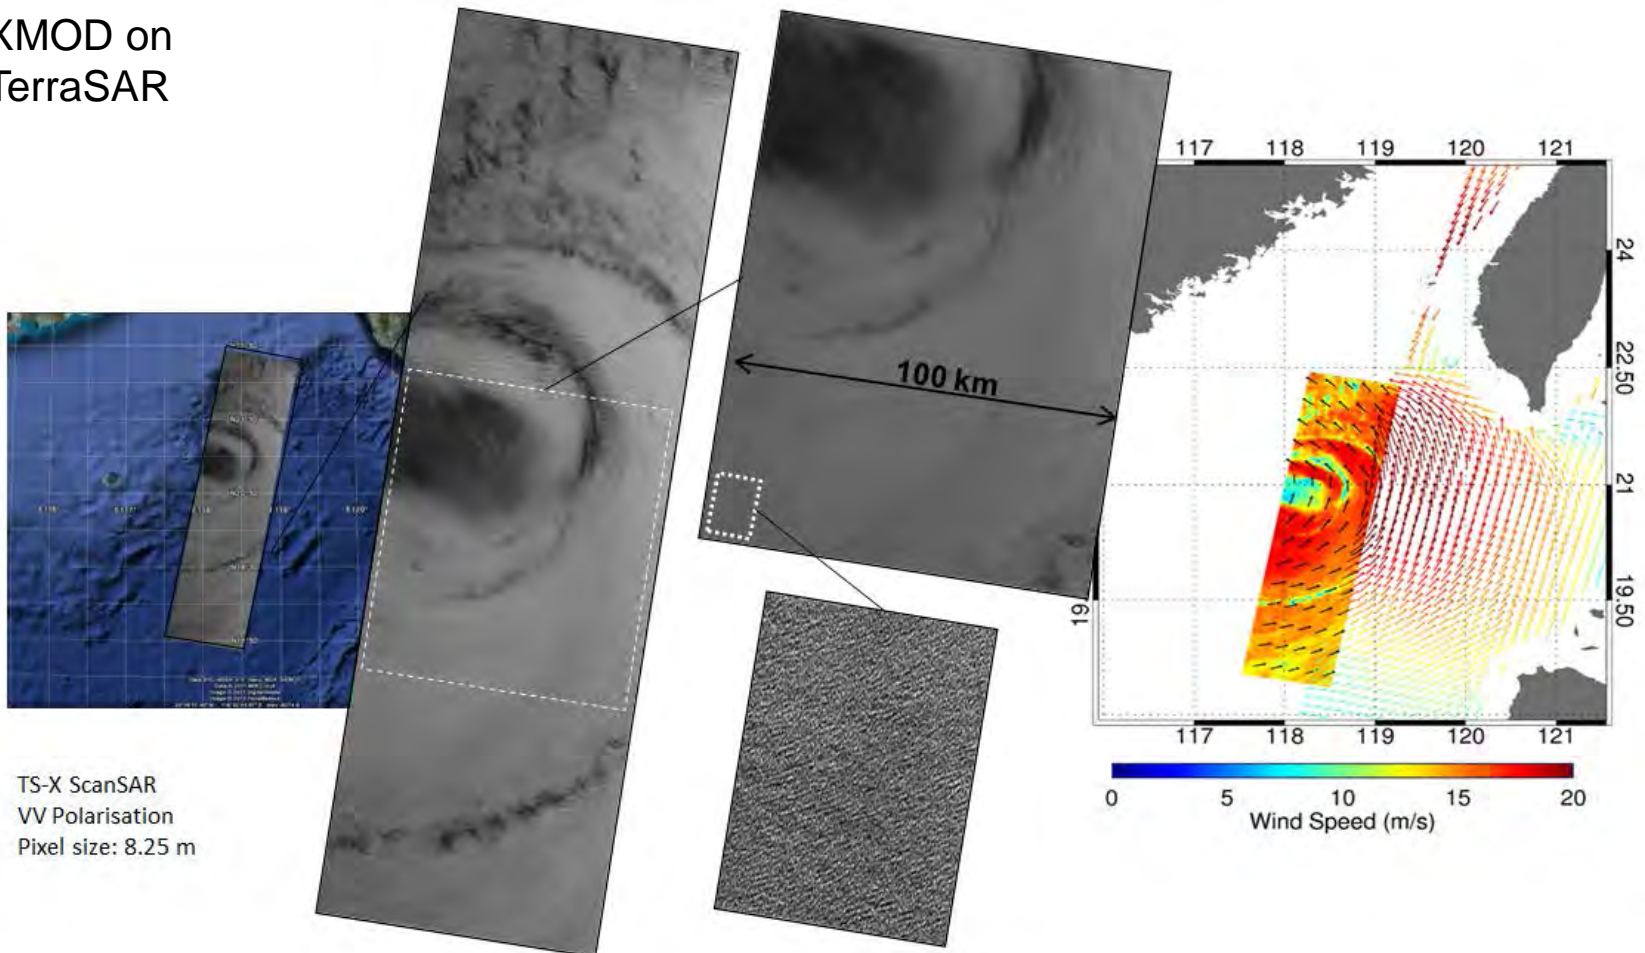 XMOD on
TerraSAR
100 km
117 118 119 120 121
24
22.50
21
19.50
19
117 118 119 120 121
0 5 10 15 20
Wind Speed (m/s)
TS-X ScanSAR
VV Polarisation
Pixel size: 8.25 m